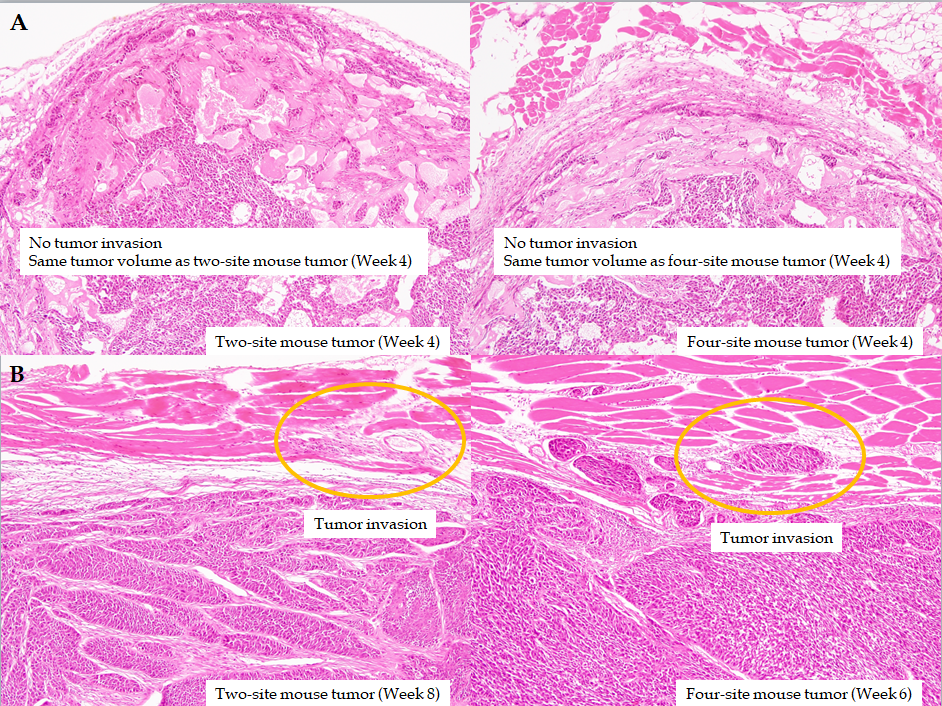 A
No tumor invasion
Same tumor volume as two-site mouse tumor (Week 4)
Two-site mouse tumor (Week 4)
No tumor invasion
Same tumor volume as four-site mouse tumor (Week 4)
Four-site mouse tumor (Week 4)
B
Tumor invasion
Two-site mouse tumor (Week 8)
Tumor invasion
Four-site mouse tumor (Week 6)